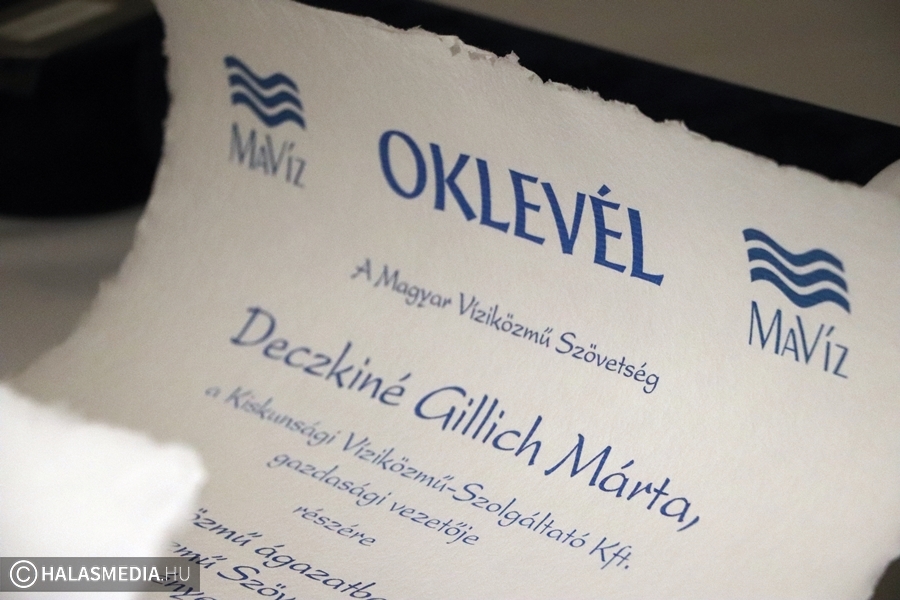 MaVíz
OKLEVÉL
MaVíz
A Magyar Víziközmű Szövetség
Deczkiné Gillich Márta,
a Kiskunsági Víziközmű-Szolgáltató Kft.
gazdasági vezetője
részére
© HALASMEDIA.HU